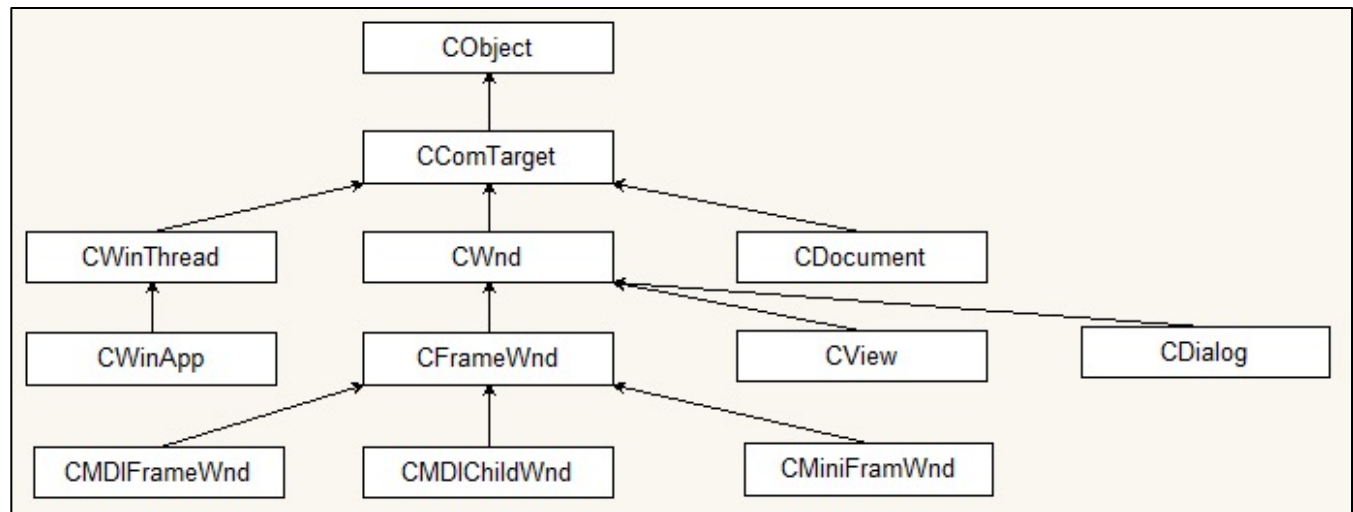 CObject
CComTarget
CWinThread
CWnd
CDocument
CWinApp
CFrameWnd
CView
CDialog
CMDIFrameWnd
CMDIChildWnd
CMiniFramWnd